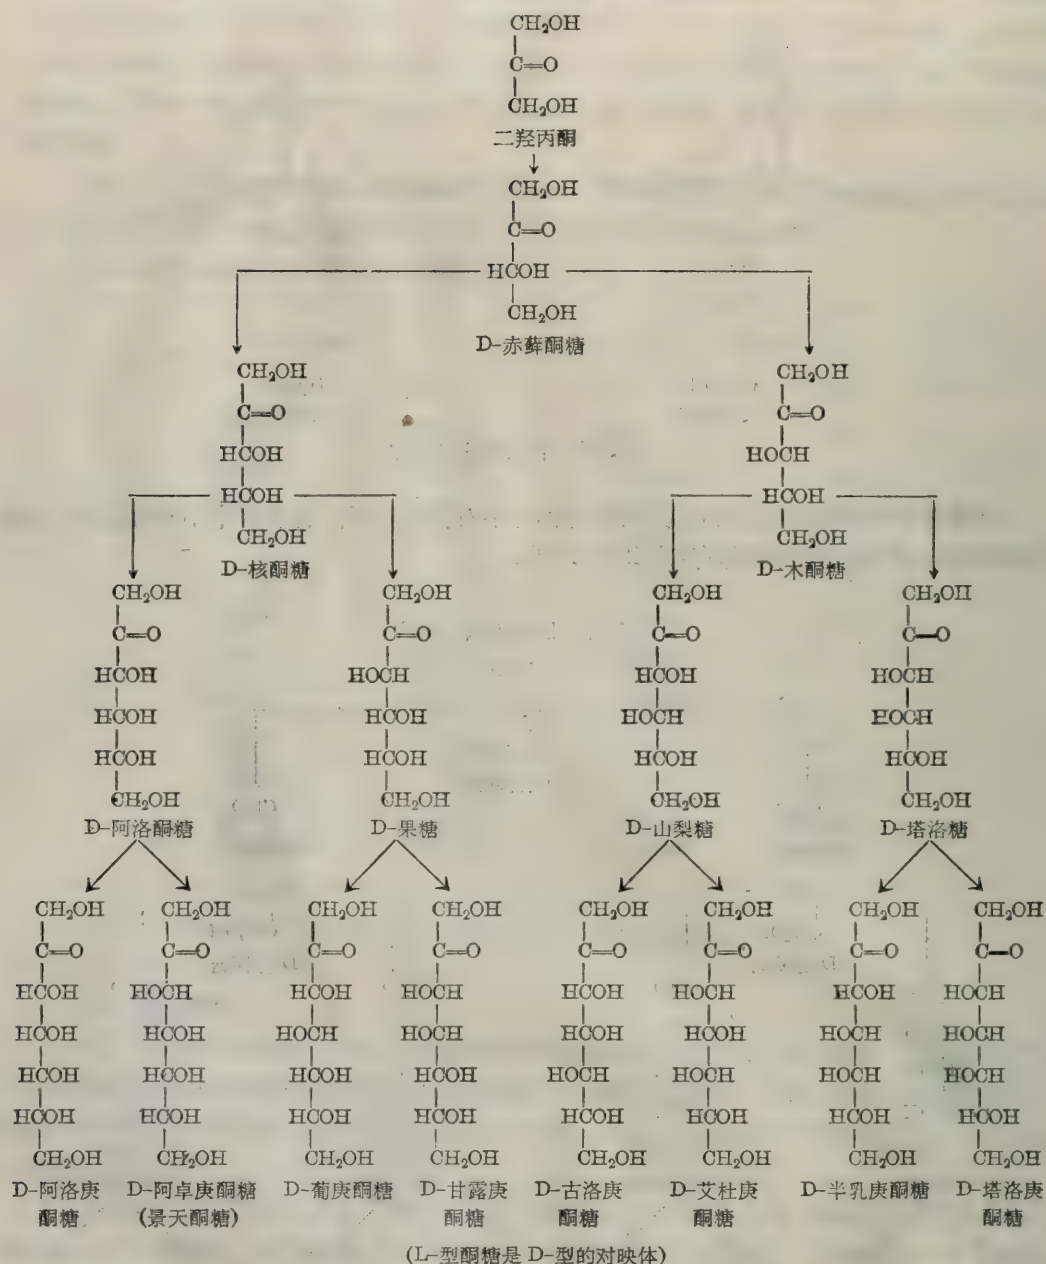 CH₂OH
C=O
CH₂OH
二羟丙酮
CH₂OH
C=O
HCOH
CH₂OH
D-赤藓酮糖
CH₂OH CH₂OH
C=O C=O
HCOH HOCH
HCOH HCOH
CH₂OH CH₂OH
D-核酮糖 D-木酮糖
CH₂OH CH₂OH CH₂OH CH₂OH
C=O C=O C=O C=O
HCOH HOCH HCOH HOCH
HCOH HCOH HOCH HOCH
HCOH HCOH HCOH HCOH
CH₂OH CH₂OH CH₂OH CH₂OH
D-阿洛酮糖 D-果糖 D-山梨糖 D-塔洛糖
CH₂OH CH₂OH CH₂OH CH₂OH CH₂OH CH₂OH CH₂OH CH₂OH
C=O C=O C=O C=O C=O C=O C=O C=O
HCOH HOCH HCOH HOCH HCOH HOCH HCOH HOCH
HCOH HCOH HOCH HOCH HCOH HCOH HOCH HOCH
HCOH HCOH HCOH HCOH HOCH HOCH HOCH HOCH
HCOH HCOH HCOH HCOH HCOH HCOH HCOH HCOH
CH₂OH CH₂OH CH₂OH CH₂OH CH₂OH CH₂OH CH₂OH CH₂OH
D-阿洛庚 D-阿卓庚酮糖 D-葡庚酮糖 D-甘露庚 D-古洛庚 D-艾杜庚 D-半乳庚酮糖 D-塔洛庚
酮糖 (景天酮糖) 酮糖 酮糖 酮糖 酮糖
(L-型酮糖是 D-型的对映体)